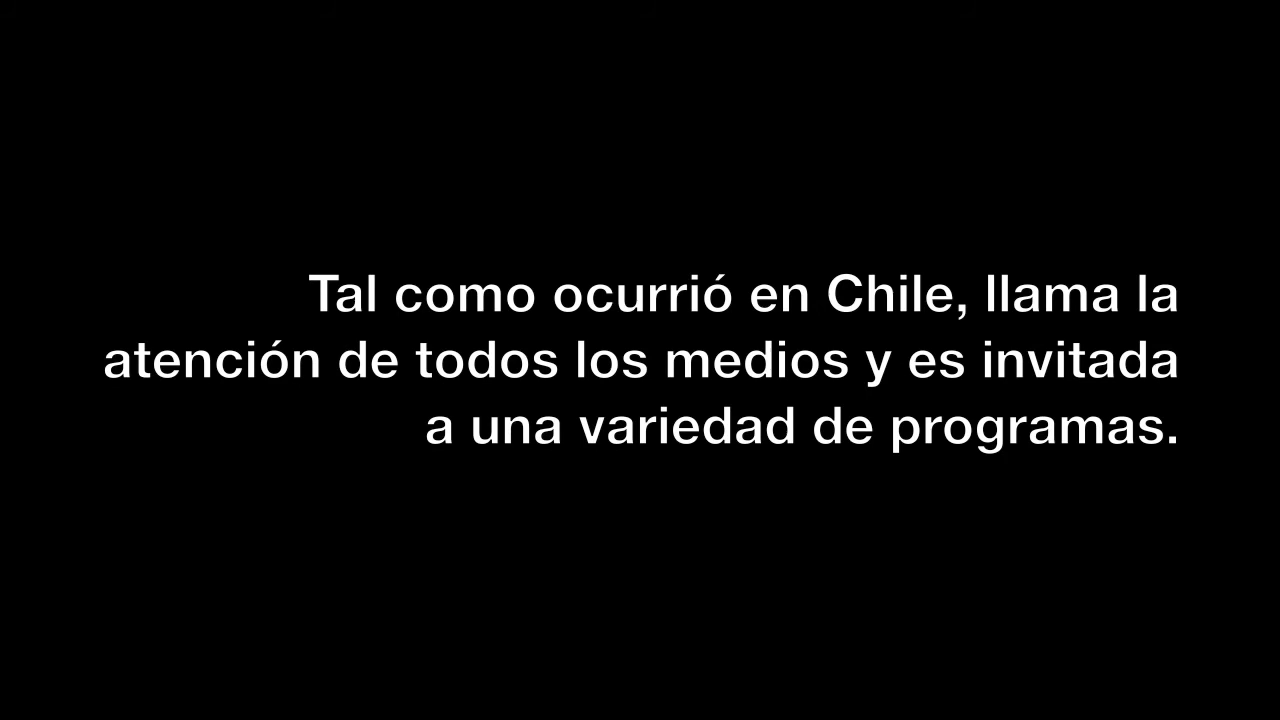 Tal como ocurrió en Chile, llama la
atención de todos los medios y es invitada
a una variedad de programas.